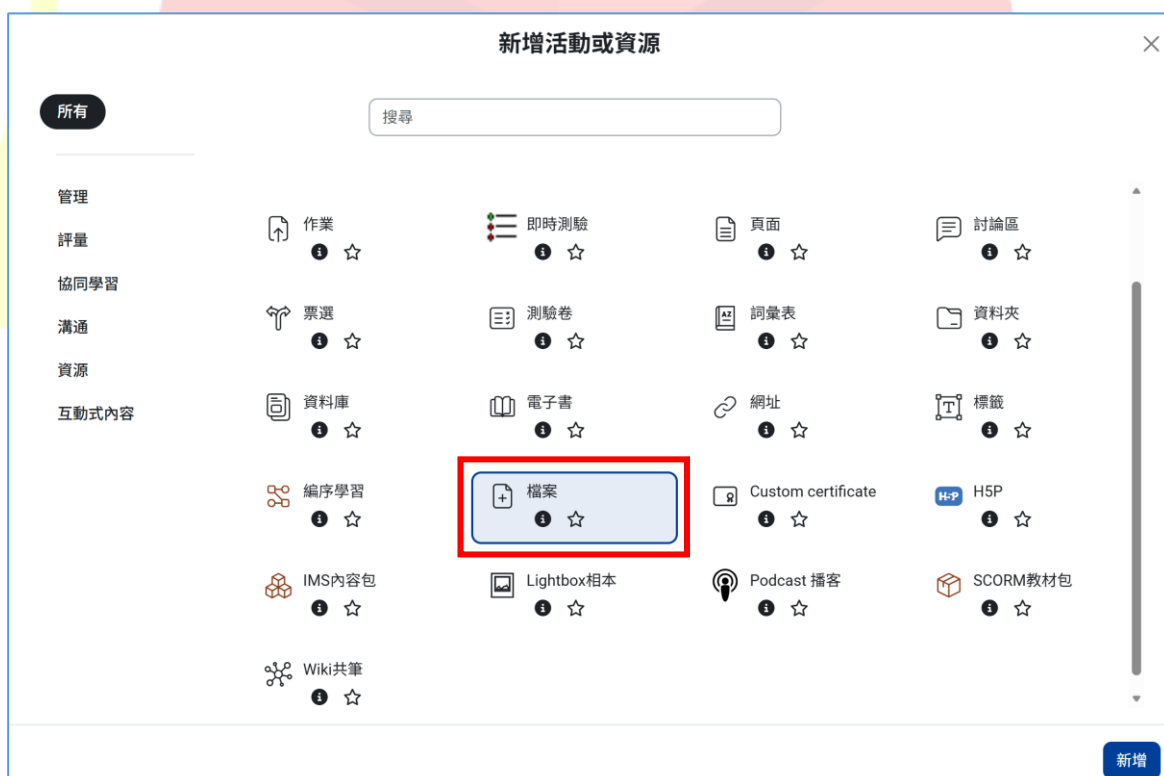 新增活動或資源
所有
搜尋
管理
評量
協同學習
溝通
資源
互動式內容
作業
即時測驗
頁面
討論區
票選
測驗卷
詞彙表
資料夾
資料庫
電子書
網址
標籤
編序學習
檔案
Custom certificate
H5P
IMS內容包
Lightbox相本
Podcast 播客
SCORM教材包
Wiki共筆
新增